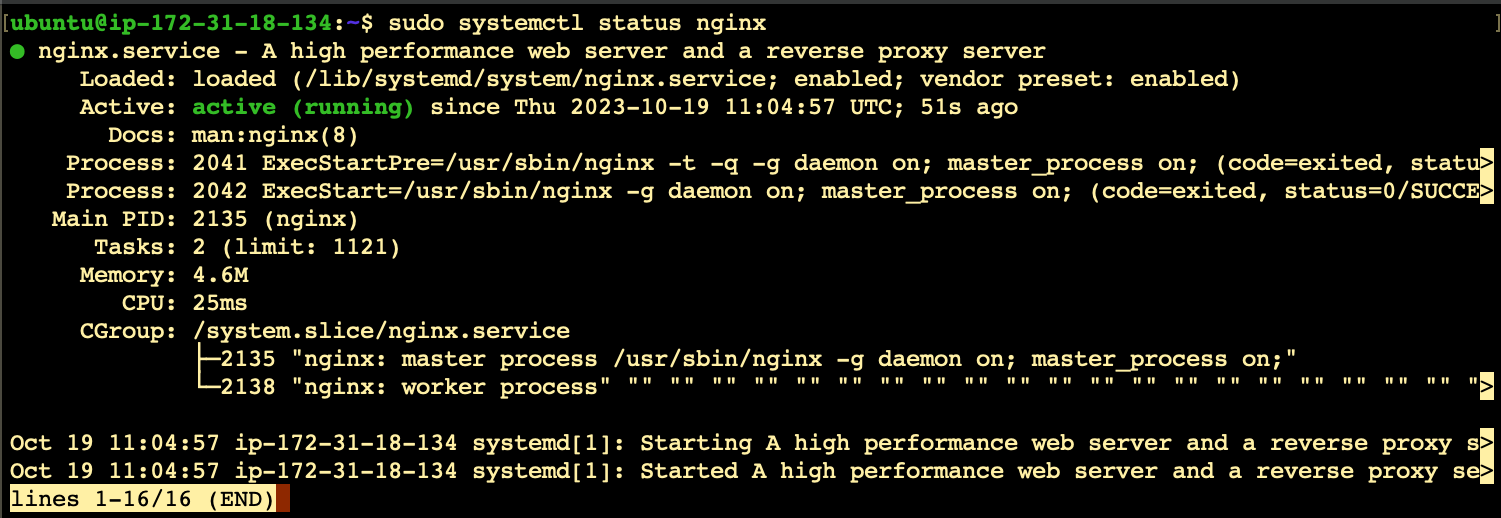 [ubuntu@ip-172-31-18-134:~$ sudo systemctl status nginx ]
● nginx.service - A high performance web server and a reverse proxy server
     Loaded: loaded (/lib/systemd/system/nginx.service; enabled; vendor preset: enabled)
     Active: active (running) since Thu 2023-10-19 11:04:57 UTC; 51s ago
       Docs: man:nginx(8)
    Process: 2041 ExecStartPre=/usr/sbin/nginx -t -q -g daemon on; master_process on; (code=exited, statu>
    Process: 2042 ExecStart=/usr/sbin/nginx -g daemon on; master_process on; (code=exited, status=0/SUCCE>
   Main PID: 2135 (nginx)
      Tasks: 2 (limit: 1121)
     Memory: 4.6M
        CPU: 25ms
     CGroup: /system.slice/nginx.service
             ├─2135 "nginx: master process /usr/sbin/nginx -g daemon on; master_process on;"
             └─2138 "nginx: worker process" "" "" "" "" "" "" "" "" "" "" "" "" "" "" "" "" "" "" "" "" ">
Oct 19 11:04:57 ip-172-31-18-134 systemd[1]: Starting A high performance web server and a reverse proxy s>
Oct 19 11:04:57 ip-172-31-18-134 systemd[1]: Started A high performance web server and a reverse proxy se>
lines 1-16/16 (END)